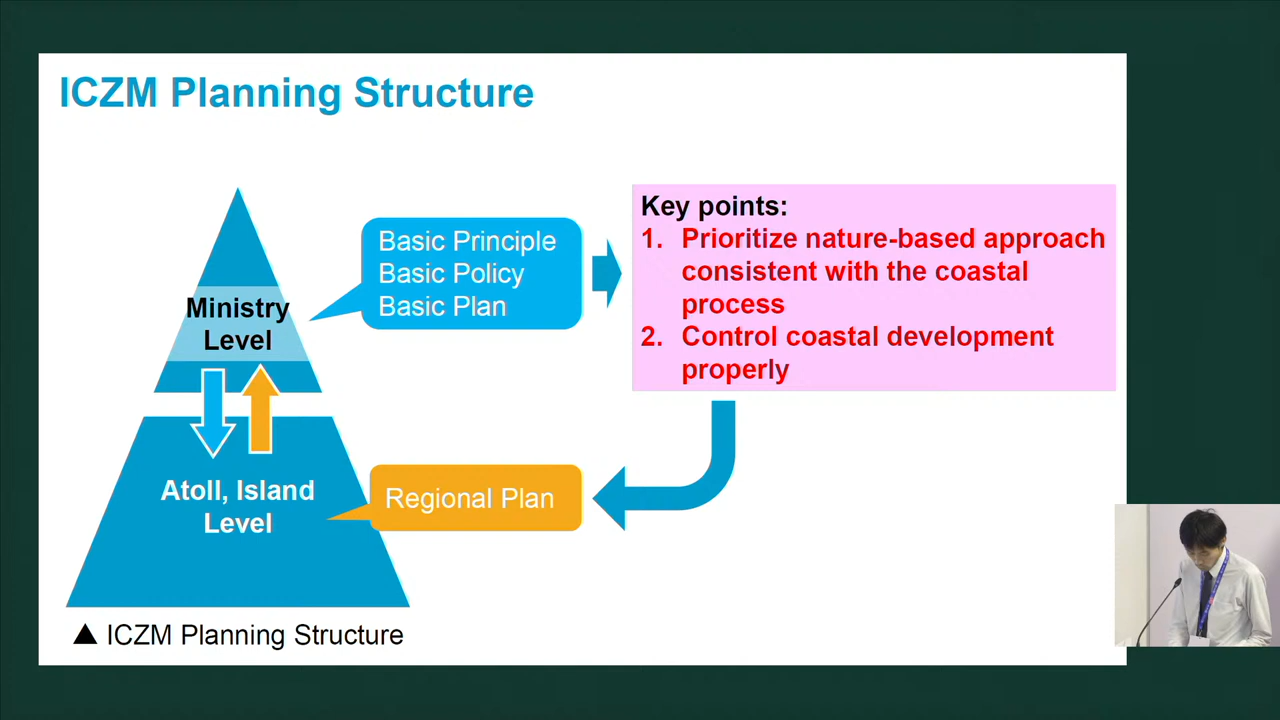 ICZM Planning Structure
Ministry
Level
Basic Principle
Basic Policy
Basic Plan
Key points:
1. Prioritize nature-based approach
consistent with the coastal
process
2. Control coastal development
properly
Atoll, Island
Level
Regional Plan
▲ ICZM Planning Structure